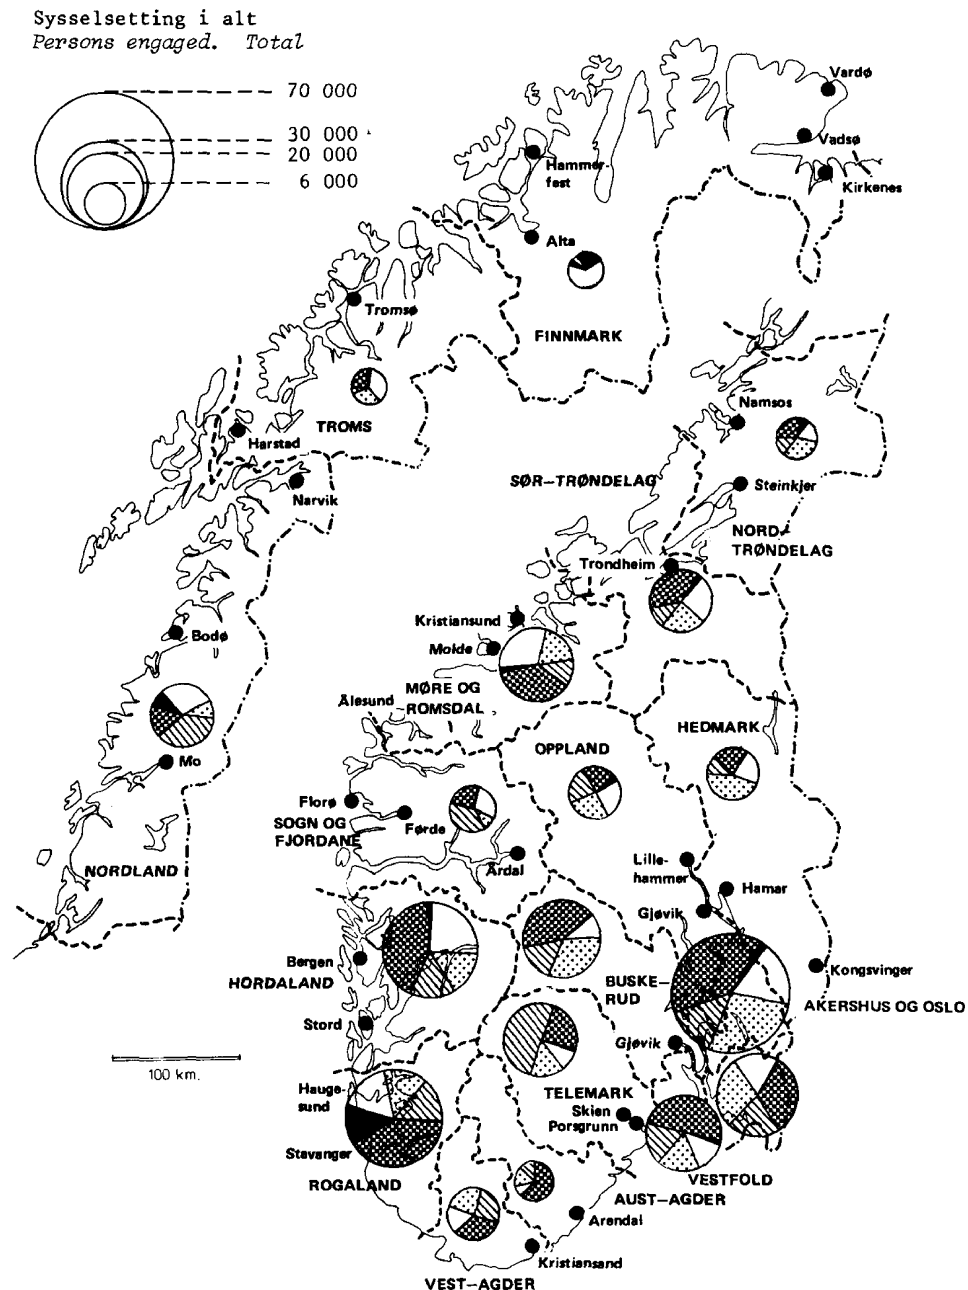 Sysselsetting i alt
Persons engaged. Total
70 000
30 000
20 000
6 000
Vardø
Vadsø
Hammer
fest
Kirkenes
Alta
Tromsø
FINNMARK
TROMS
Harstad
Namsos
Narvik
SØR-TRØNDELAG
Steinkjer
NORD-
TRØNDELAG
Trondheim
Bodø
Kristiansund
Molde
MØRE OG
ROMSDAL
Ålesund
HEDMARK
OPPLAND
Mo
Florø
SOGN OG
FJORDANE
Førde
Årdal
NORDLAND
Lille-
hammer
Hamar
Gjøvik
Bergen
HORDALAND
BUSKE-
RUD
Kongsvinger
AKERSHUS OG OSLO
Stord
Gjøvik
100 km.
Hauge-
sund
TELEMARK
Skien
Porsgrunn
Stavanger
ROGALAND
VESTFOLD
AUST-AGDER
Arendal
Kristiansand
VEST-AGDER